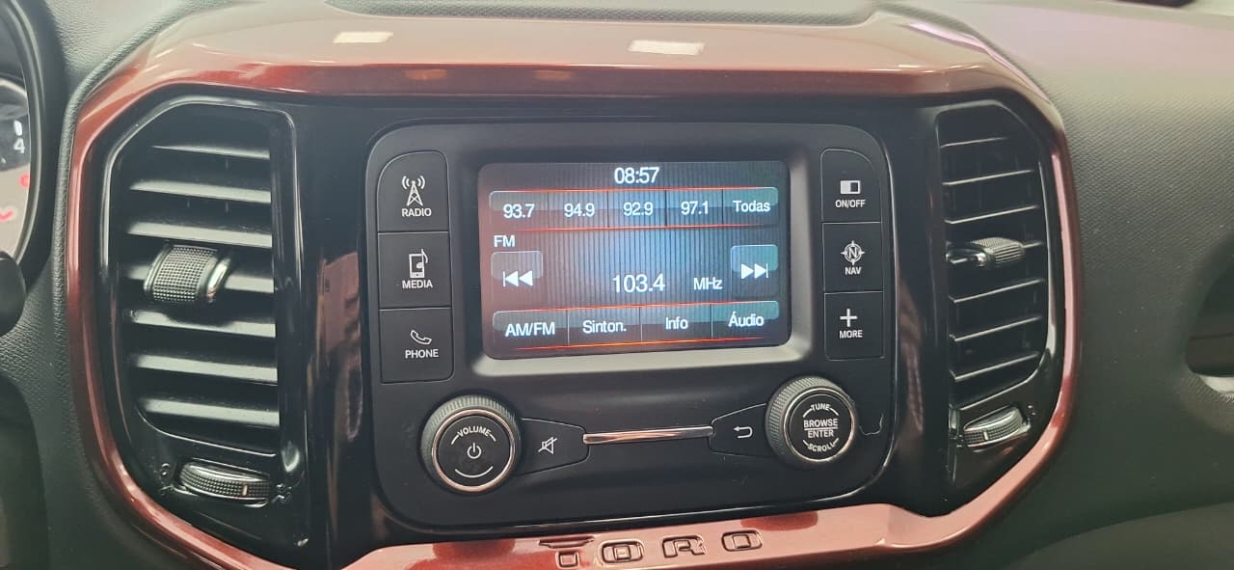 4
RADIO
MEDIA
PHONE
08:57
93.7 94.9 92.9 97.1 Todas
FM
103.4 MHz
AM/FM Sinton. Info Áudio
ON/OFF
N
NAV
MORE
VOLUME
TUNE
BROWSE
ENTER
SCROLL
TORO